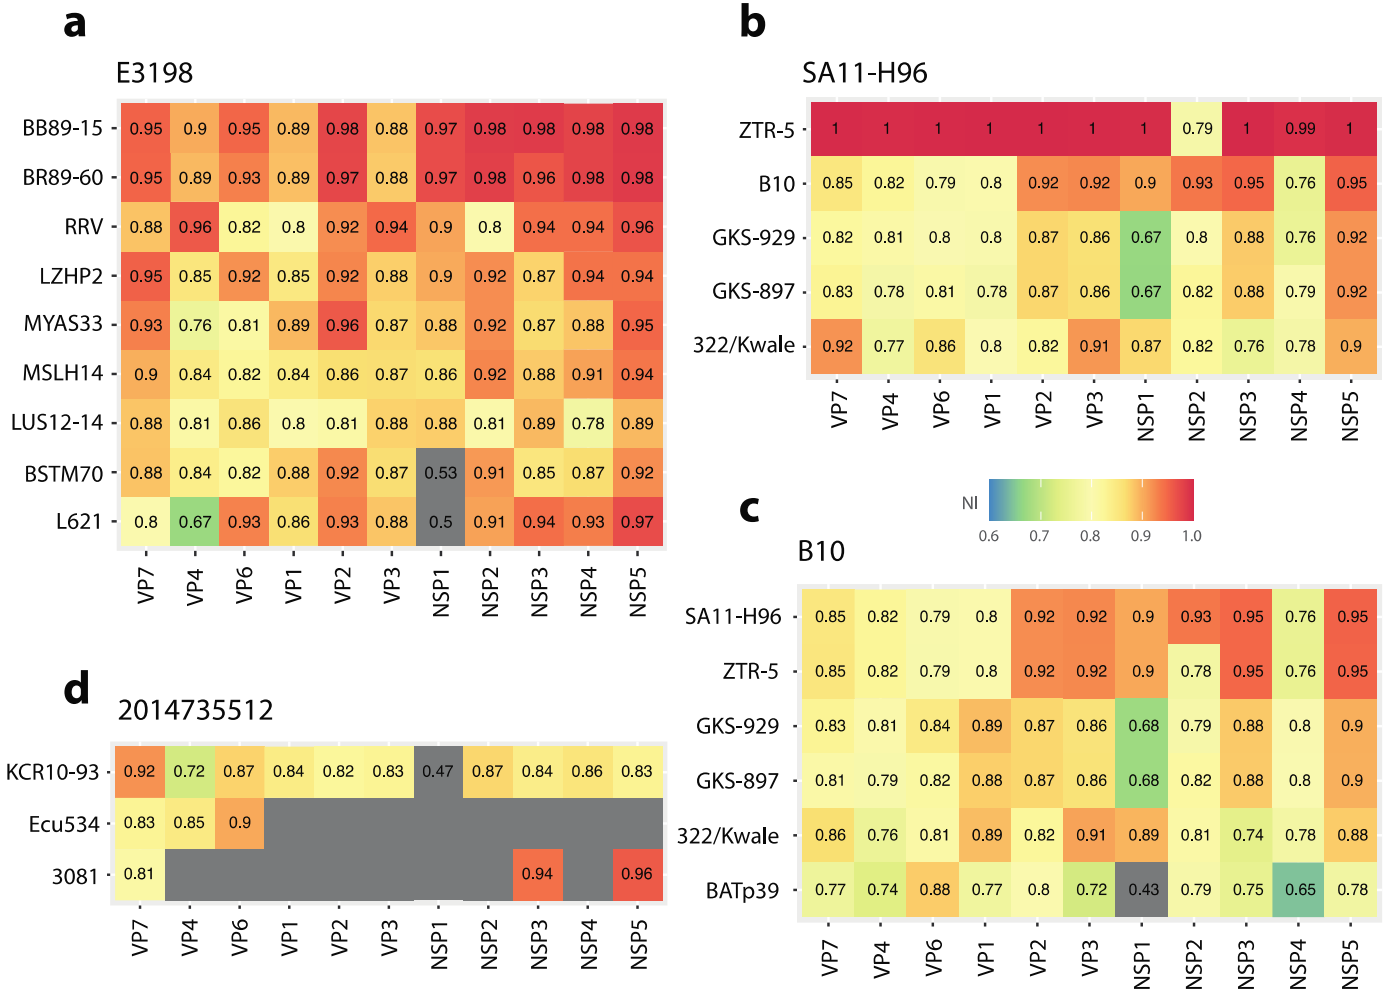 a
E3198
BB89-15 0.95 0.9 0.95 0.89 0.98 0.88 0.97 0.98 0.98 0.98 0.98
BR89-60 0.95 0.89 0.93 0.89 0.97 0.88 0.97 0.98 0.96 0.98 0.98
RRV 0.88 0.96 0.82 0.8 0.92 0.94 0.9 0.8 0.94 0.94 0.96
LZHP2 0.95 0.85 0.92 0.85 0.92 0.88 0.9 0.92 0.87 0.94 0.94
MYAS33 0.93 0.76 0.81 0.89 0.96 0.87 0.88 0.92 0.87 0.88 0.95
MSLH14 0.9 0.84 0.82 0.84 0.86 0.87 0.86 0.92 0.88 0.91 0.94
LUS12-14 0.88 0.81 0.86 0.8 0.81 0.88 0.88 0.81 0.89 0.78 0.89
BSTM70 0.88 0.84 0.82 0.88 0.92 0.87 0.53 0.91 0.85 0.87 0.92
L621 0.8 0.67 0.93 0.86 0.93 0.88 0.5 0.91 0.94 0.93 0.97
VP7 VP4 VP6 VP1 VP2 VP3 NSP1 NSP2 NSP3 NSP4 NSP5
b
SA11-H96
ZTR-5 1 1 1 1 1 1 1 0.79 1 0.99 1
B10 0.85 0.82 0.79 0.8 0.92 0.92 0.9 0.93 0.95 0.76 0.95
GKS-929 0.82 0.81 0.8 0.8 0.87 0.86 0.67 0.8 0.88 0.76 0.92
GKS-897 0.83 0.78 0.81 0.78 0.87 0.86 0.67 0.82 0.88 0.79 0.92
322/Kwale 0.92 0.77 0.86 0.8 0.82 0.91 0.87 0.82 0.76 0.78 0.9
VP7 VP4 VP6 VP1 VP2 VP3 NSP1 NSP2 NSP3 NSP4 NSP5
NI
0.6 0.7 0.8 0.9 1.0
c
B10
SA11-H96 0.85 0.82 0.79 0.8 0.92 0.92 0.9 0.93 0.95 0.76 0.95
ZTR-5 0.85 0.82 0.79 0.8 0.92 0.92 0.9 0.78 0.95 0.76 0.95
GKS-929 0.83 0.81 0.84 0.89 0.87 0.86 0.68 0.79 0.88 0.8 0.9
GKS-897 0.81 0.79 0.82 0.88 0.87 0.86 0.68 0.82 0.88 0.8 0.9
322/Kwale 0.86 0.76 0.81 0.89 0.82 0.91 0.89 0.81 0.74 0.78 0.88
BATp39 0.77 0.74 0.88 0.77 0.8 0.72 0.43 0.79 0.75 0.65 0.78
VP7 VP4 VP6 VP1 VP2 VP3 NSP1 NSP2 NSP3 NSP4 NSP5
d
2014735512
KCR10-93 0.92 0.72 0.87 0.84 0.82 0.83 0.47 0.87 0.84 0.86 0.83
Ecu534 0.83 0.85 0.9
3081 0.81 0.94 0.96
VP7 VP4 VP6 VP1 VP2 VP3 NSP1 NSP2 NSP3 NSP4 NSP5